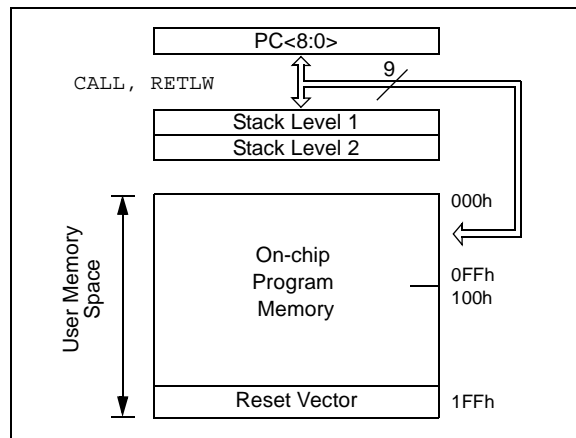 PC<8:0>
9
CALL, RETLW
Stack Level 1
Stack Level 2
000h
User Memory
Space
On-chip
Program
Memory
0FFh
100h
Reset Vector
1FFh